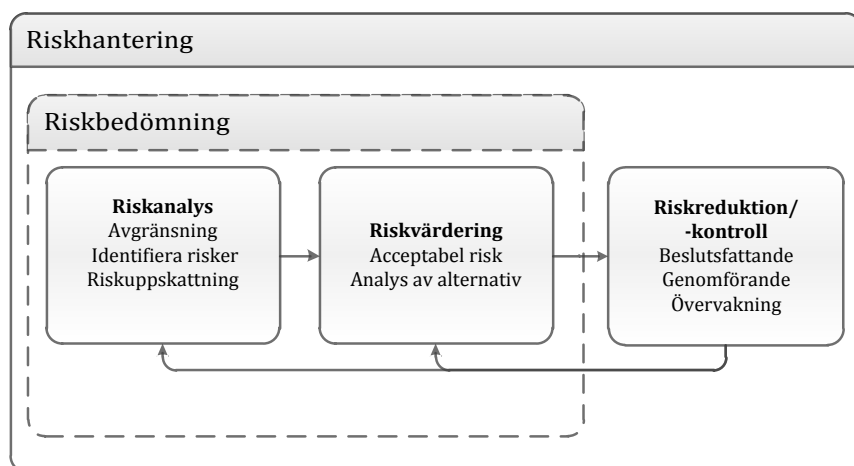 Riskhantering
Riskbedömning
Riskanalys
Avgränsning
Identifiera risker
Riskuppskattning
Riskvärdering
Acceptabel risk
Analys av alternativ
Riskreduktion/
-kontroll
Beslutsfattande
Genomförande
Övervakning